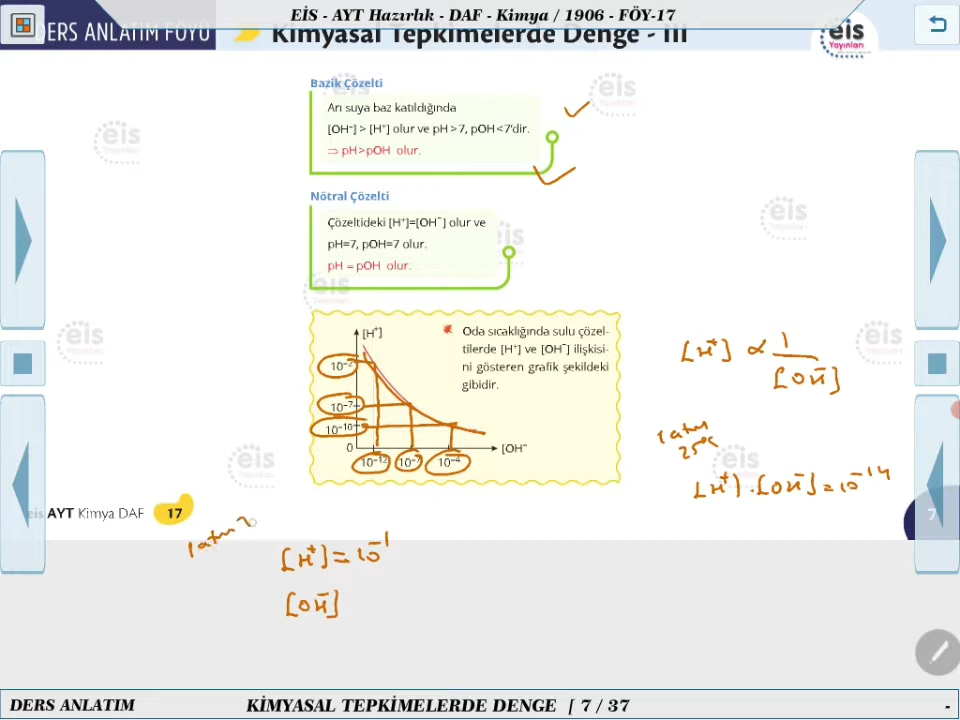 EİS - AYT Hazırlık - DAF - Kimya / 1906 - FÖY-17
DERS ANLATIM FÖYÜ
Kimyasal Tepkimelerde Denge - III
eis
Yayınları
Bazik Çözelti
Arı suya baz katıldığında
[OH⁻] > [H⁺] olur ve pH > 7, pOH < 7'dir.
⇒ pH > pOH olur.
Nötral Çözelti
Çözeltideki [H⁺]=[OH⁻] olur ve
pH=7, pOH=7 olur.
pH = pOH olur.
[H⁺]
10⁻²
10⁻⁷
10⁻¹⁰
0
10⁻¹² 10⁻⁷ 10⁻⁴
[OH⁻
Oda sıcaklığında sulu çözel-
tilerde [H⁺] ve [OH⁻] ilişkisi-
ni gösteren grafik şekildeki
gibidir.
[H⁺] ∝ 1
[OH⁻]
1 atm
25°C
[H⁺] . [OH⁻] = 10⁻¹⁴
eis AYT Kimya DAF 17
7
1 atm 2
[H⁺] = 10⁻¹
[OH⁻]
DERS ANLATIM
KİMYASAL TEPKİMELERDE DENGE [ 7 / 37
-